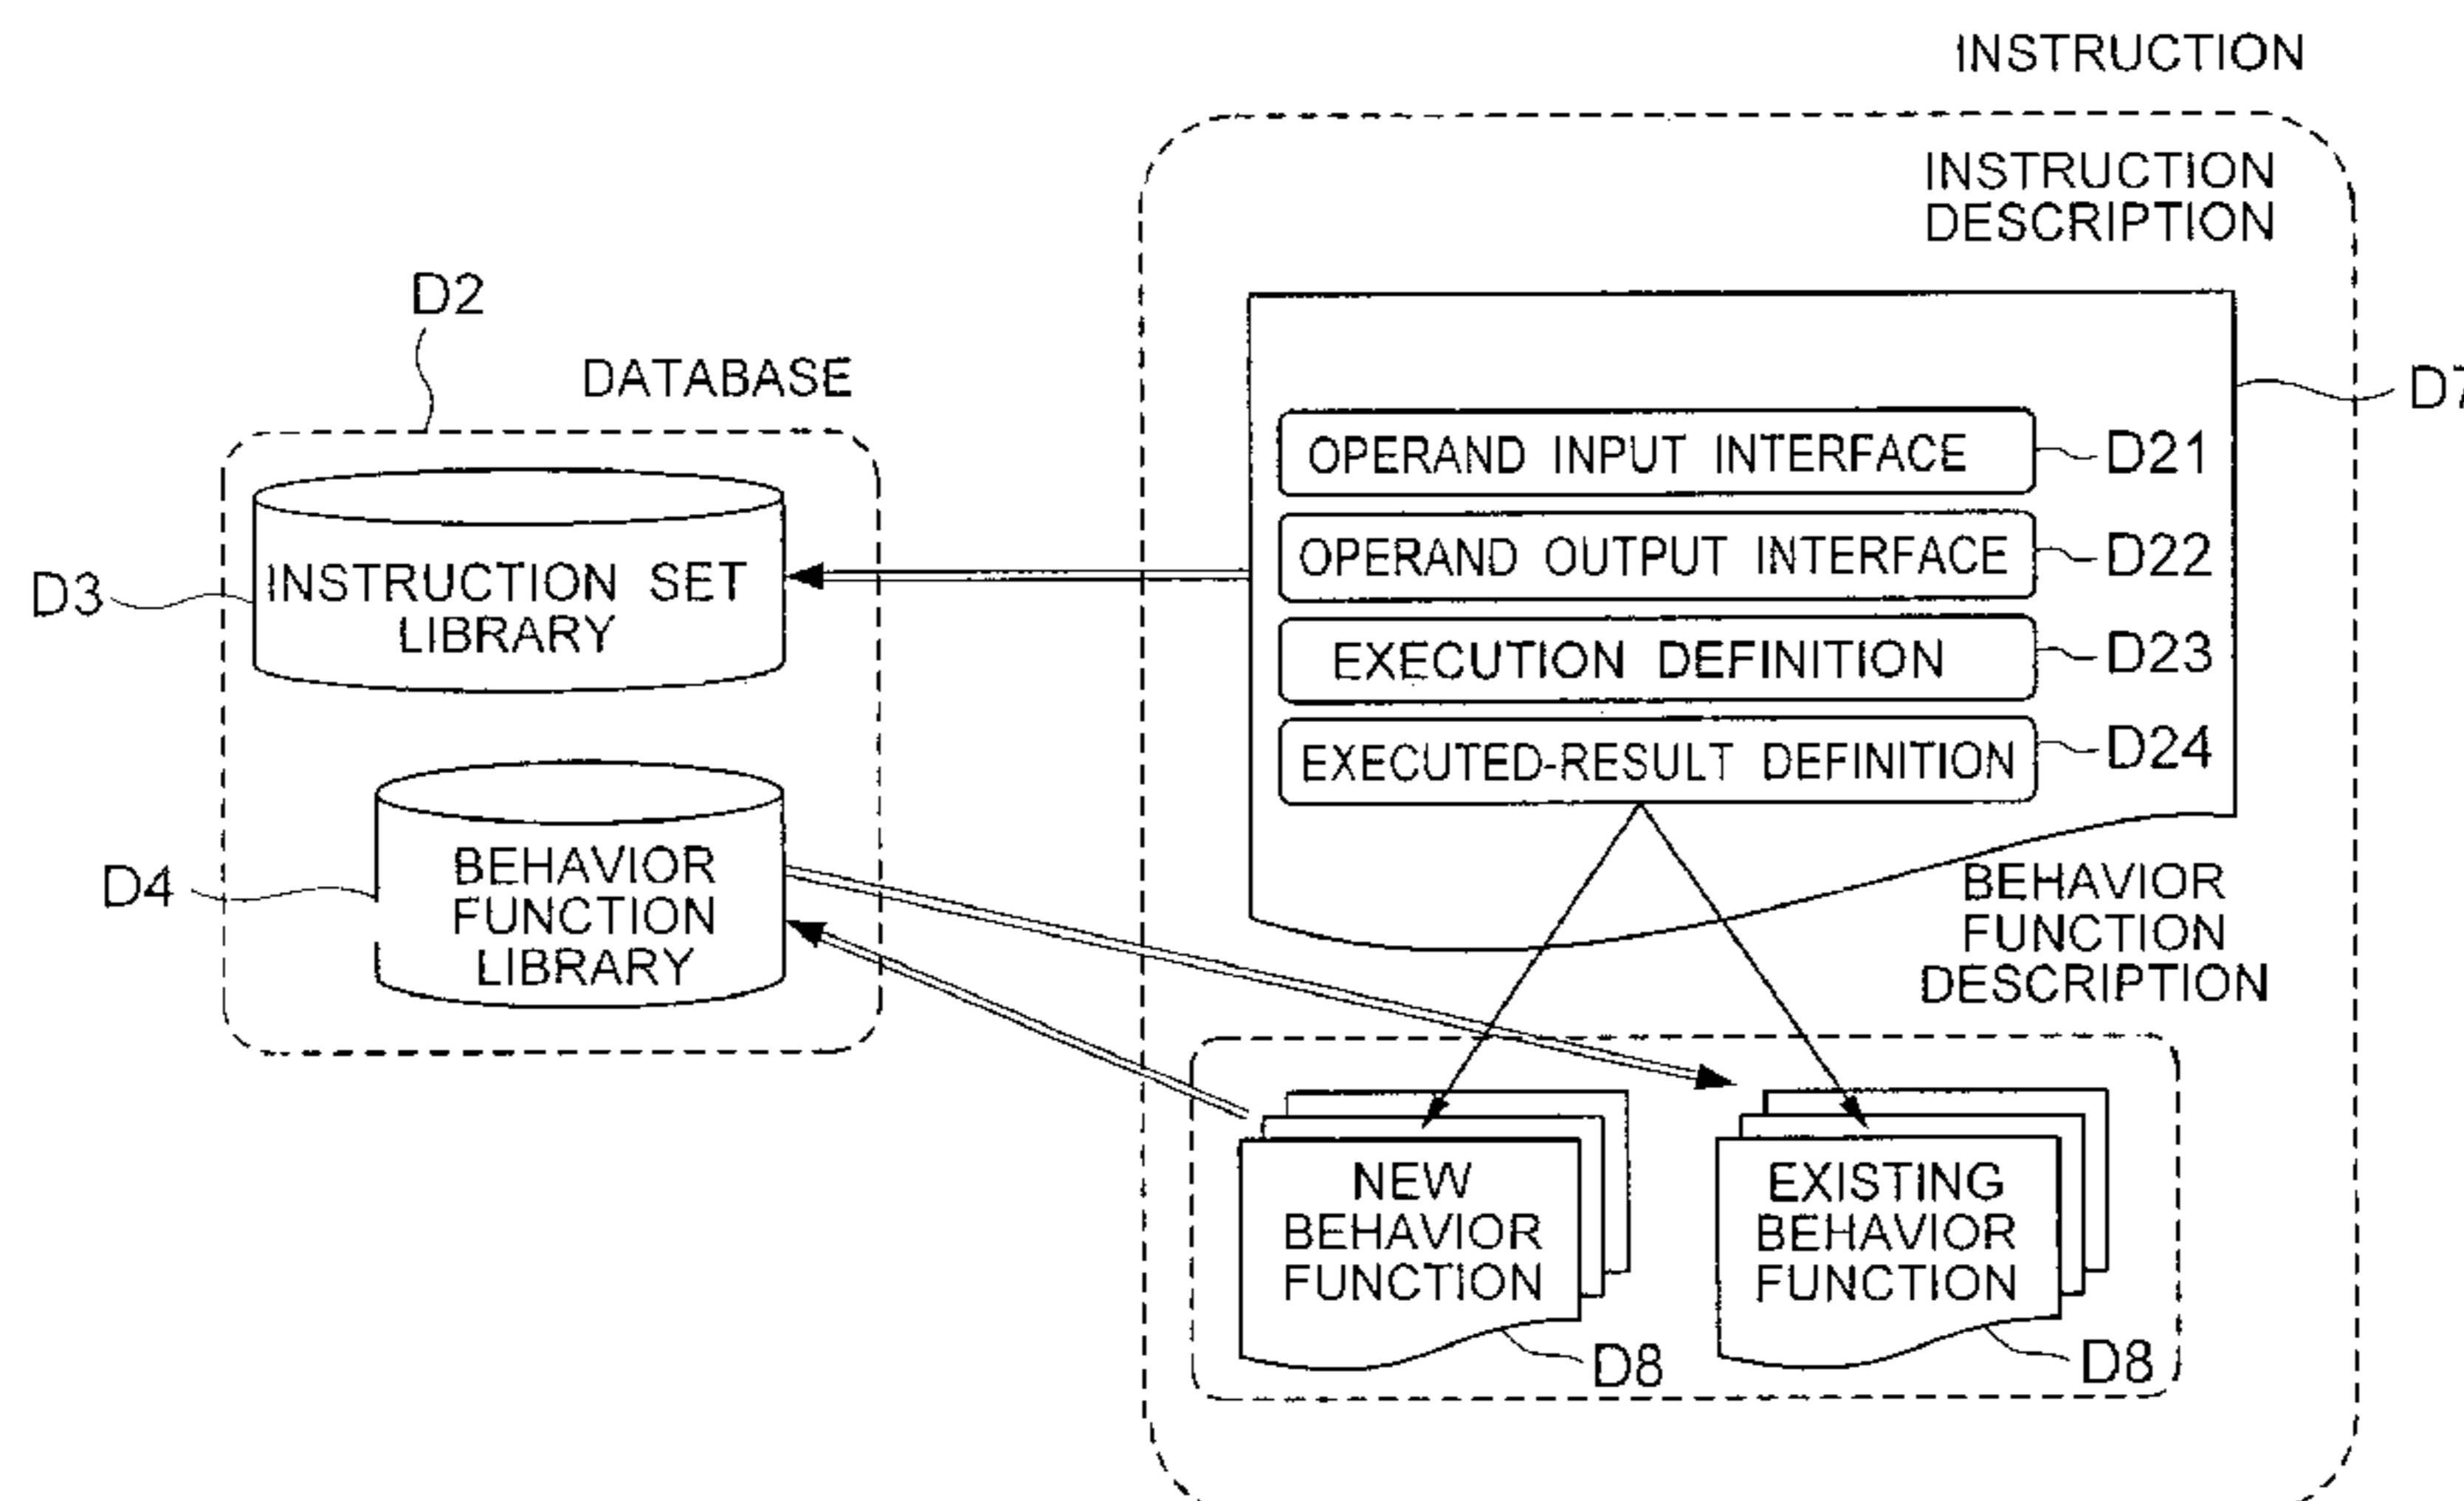 INSTRUCTION
INSTRUCTION
DESCRIPTION
D2
DATABASE
D7
OPERAND INPUT INTERFACE
D21
OPERAND OUTPUT INTERFACE
D22
D3
INSTRUCTION SET
LIBRARY
EXECUTION DEFINITION
D23
EXECUTED-RESULT DEFINITION
D24
D4
BEHAVIOR
FUNCTION
LIBRARY
BEHAVIOR
FUNCTION
DESCRIPTION
NEW
BEHAVIOR
FUNCTION
D8
EXISTING
BEHAVIOR
FUNCTION
D8